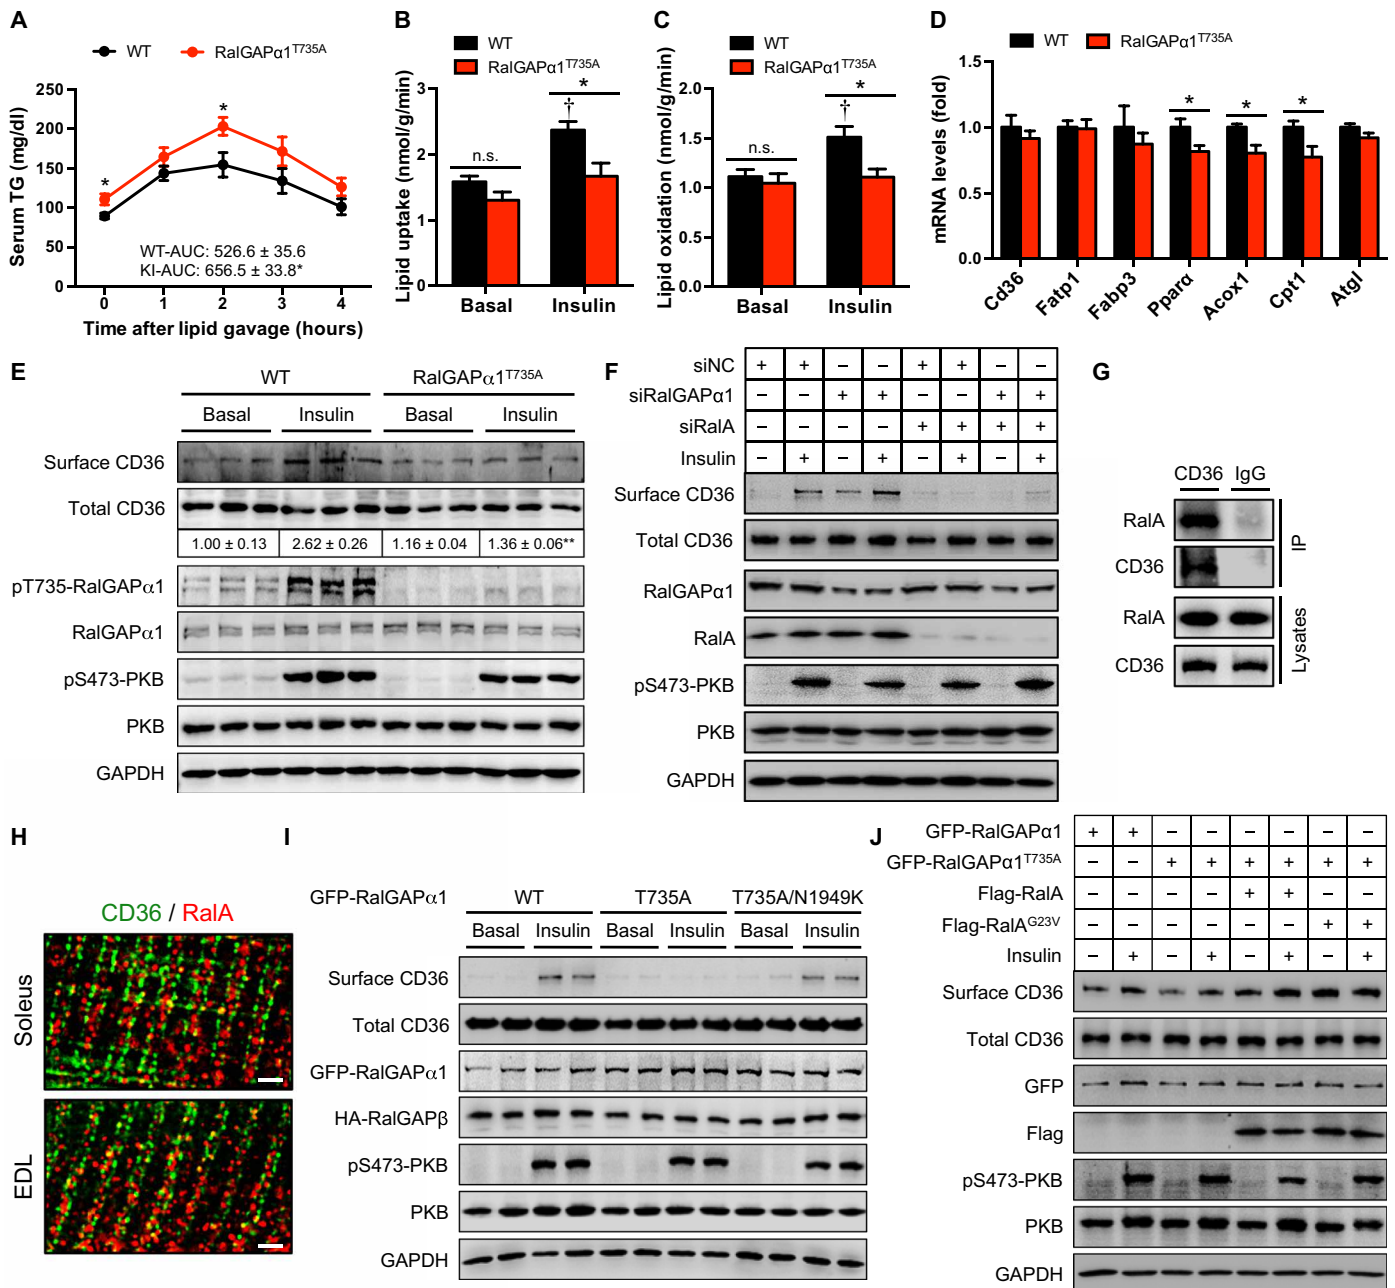 A
WT
RalGAPα1T735A
Serum TG (mg/dl)
250
200
150
100
50
0
*
*
WT-AUC: 526.6 ± 35.6
KI-AUC: 656.5 ± 33.8*
0 1 2 3 4
Time after lipid gavage (hours)
B
WT
RalGAPα1T735A
Lipid uptake (nmol/g/min)
3
2
1
0
n.s.
*
†
Basal Insulin
C
WT
RalGAPα1T735A
Lipid oxidation (nmol/g/min)
2.0
1.5
1.0
0.5
0.0
n.s.
*
†
Basal Insulin
D
WT
RalGAPα1T735A
mRNA levels (fold)
1.5
1.0
0.5
0.0
* * *
Cd36 Fatp1 Fabp3 Pparα Acox1 Cpt1 Atgl
E
WT RalGAPα1T735A
Basal Insulin Basal Insulin
Surface CD36
Total CD36
1.00 ± 0.13 2.62 ± 0.26 1.16 ± 0.04 1.36 ± 0.06**
pT735-RalGAPα1
RalGAPα1
pS473-PKB
PKB
GAPDH
F
siNC + + − − + + − −
siRalGAPα1 − − + + − − + +
siRalA − − − − + + + +
Insulin − + − + − + − +
Surface CD36
Total CD36
RalGAPα1
RalA
pS473-PKB
PKB
GAPDH
G
CD36 IgG
RalA
CD36
IP
RalA
CD36
Lysates
H
CD36 / RalA
Soleus
EDL
I
GFP-RalGAPα1 WT T735A T735A/N1949K
Basal Insulin Basal Insulin Basal Insulin
Surface CD36
Total CD36
GFP-RalGAPα1
HA-RalGAPβ
pS473-PKB
PKB
GAPDH
J
GFP-RalGAPα1 + + − − − − − −
GFP-RalGAPα1T735A − − + + + + + +
Flag-RalA − − − − + + − −
Flag-RalAG23V − − − − − − + +
Insulin − + − + − + − +
Surface CD36
Total CD36
GFP
Flag
pS473-PKB
PKB
GAPDH